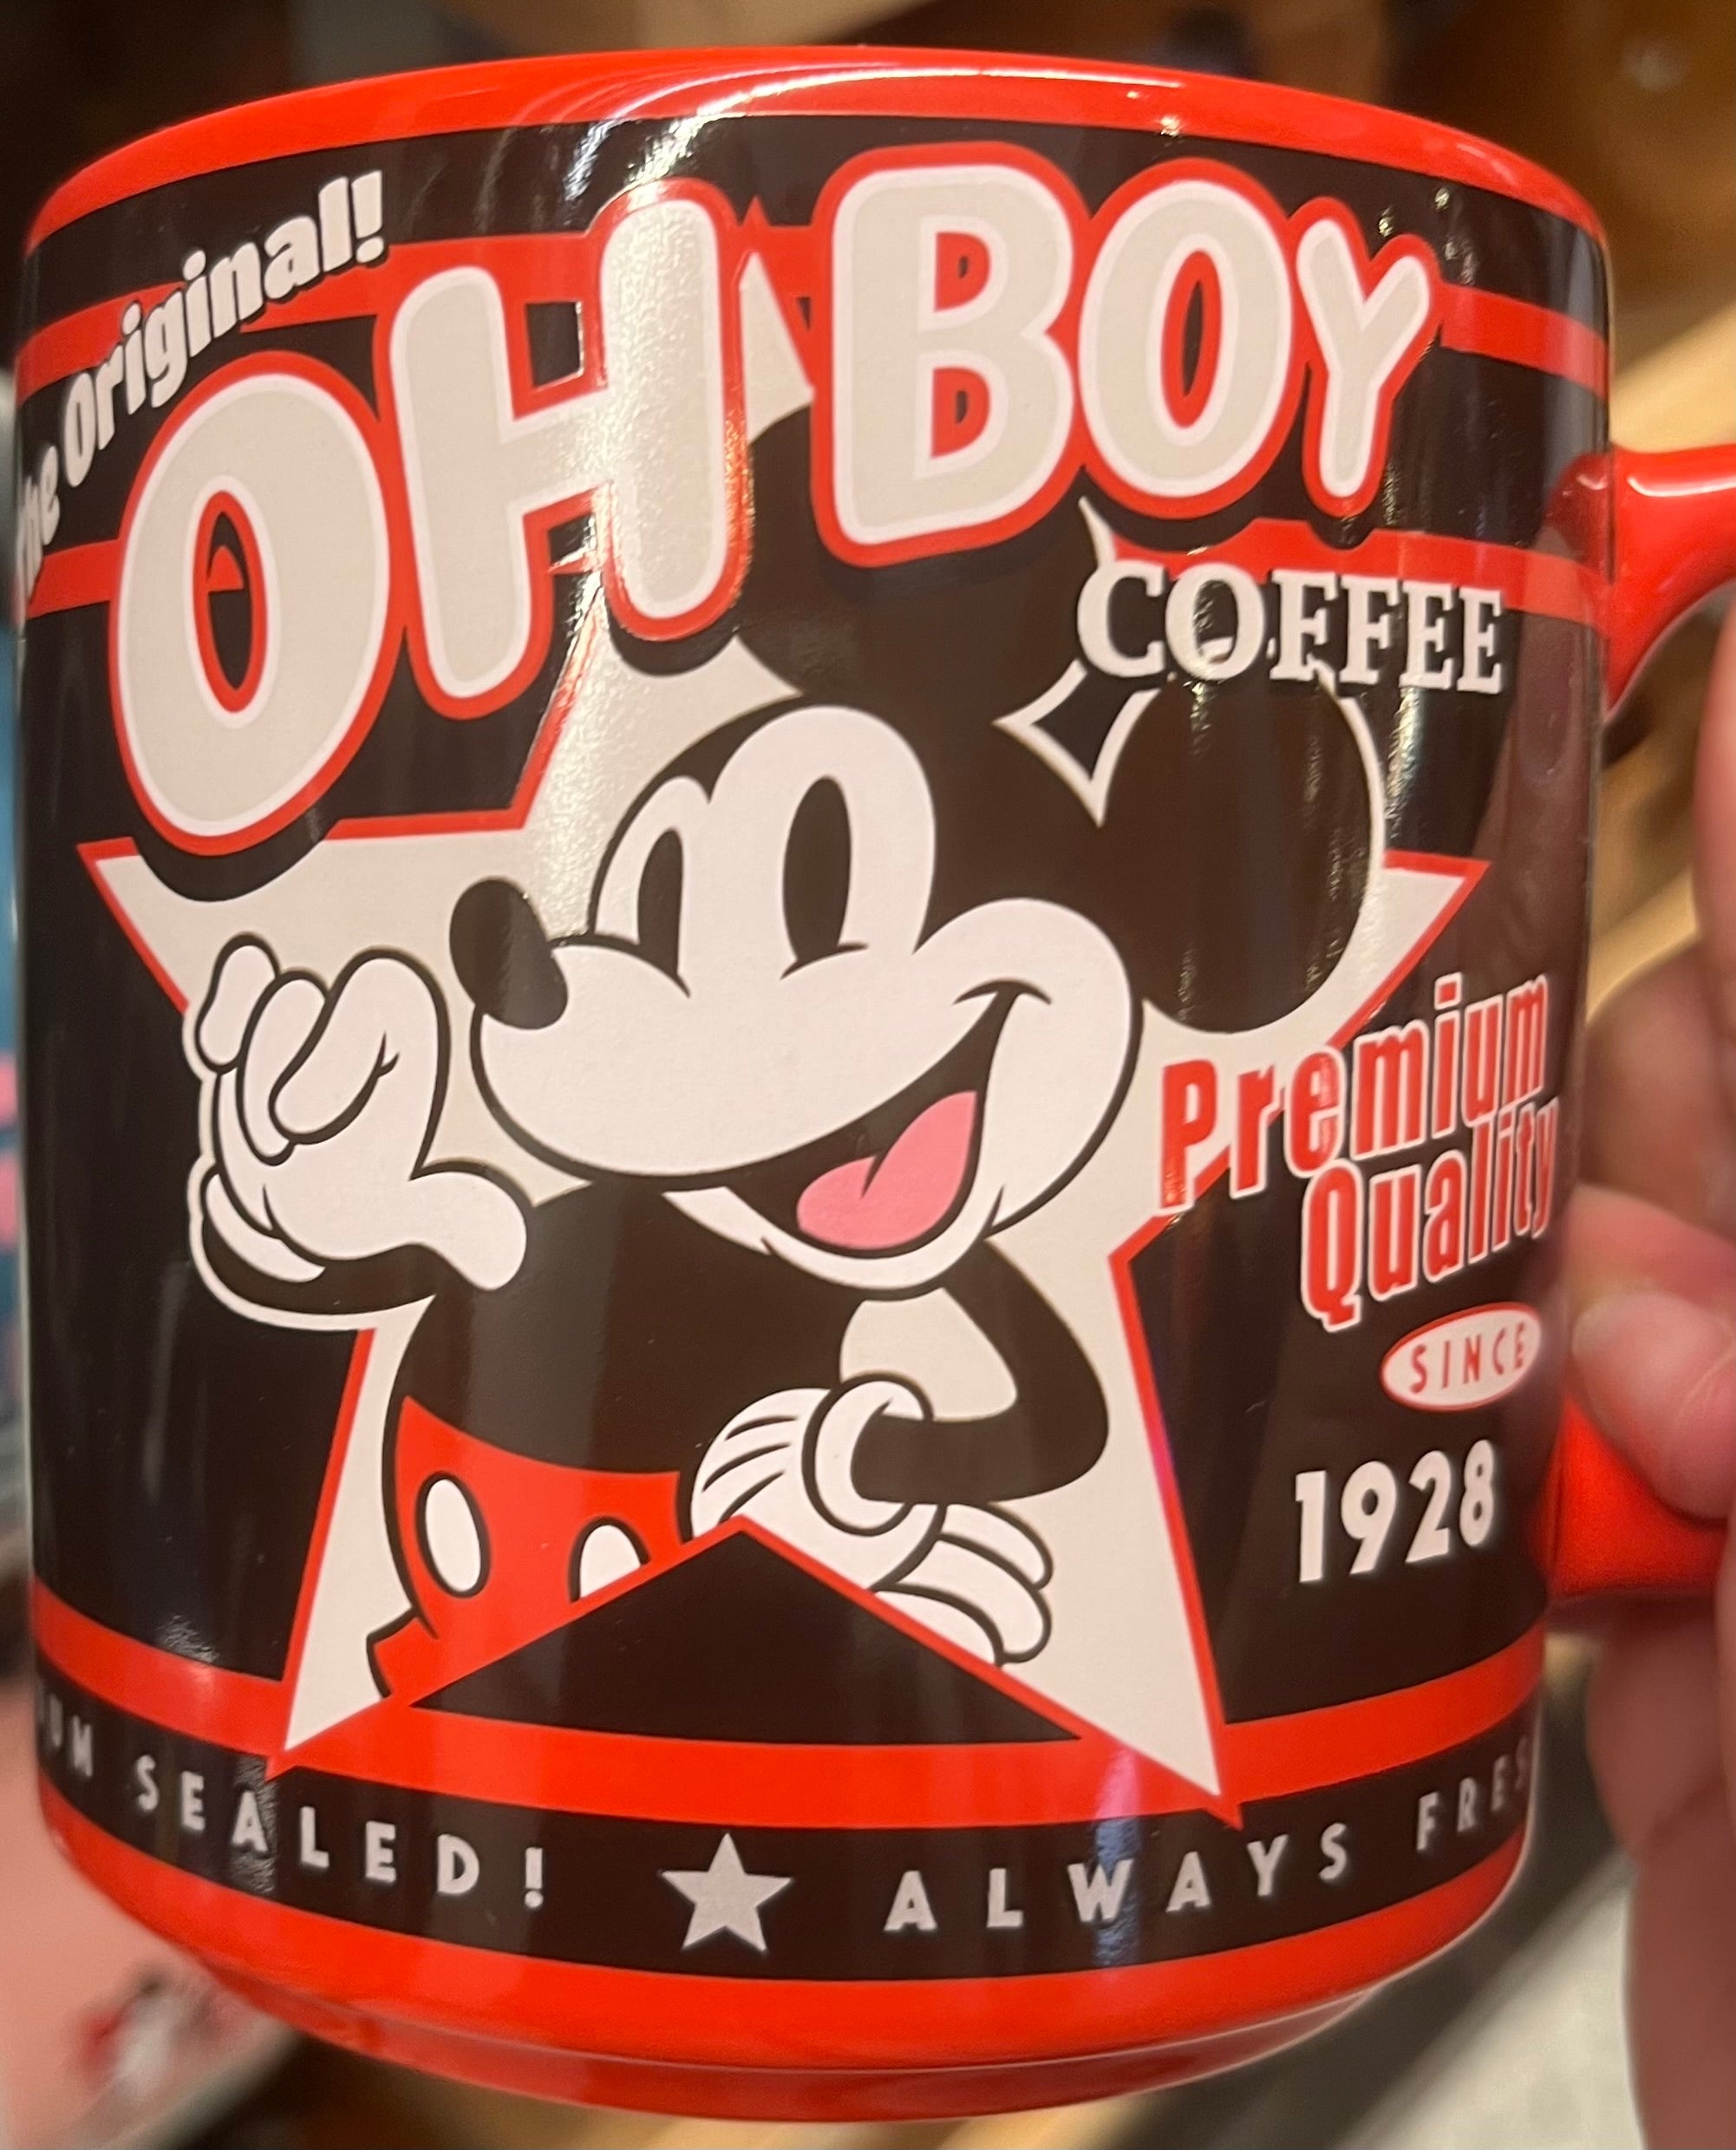 the Original!
OH BOY
COFFEE
Premium
Quality
SINCE
1928
SEALED! ★ ALWAYS